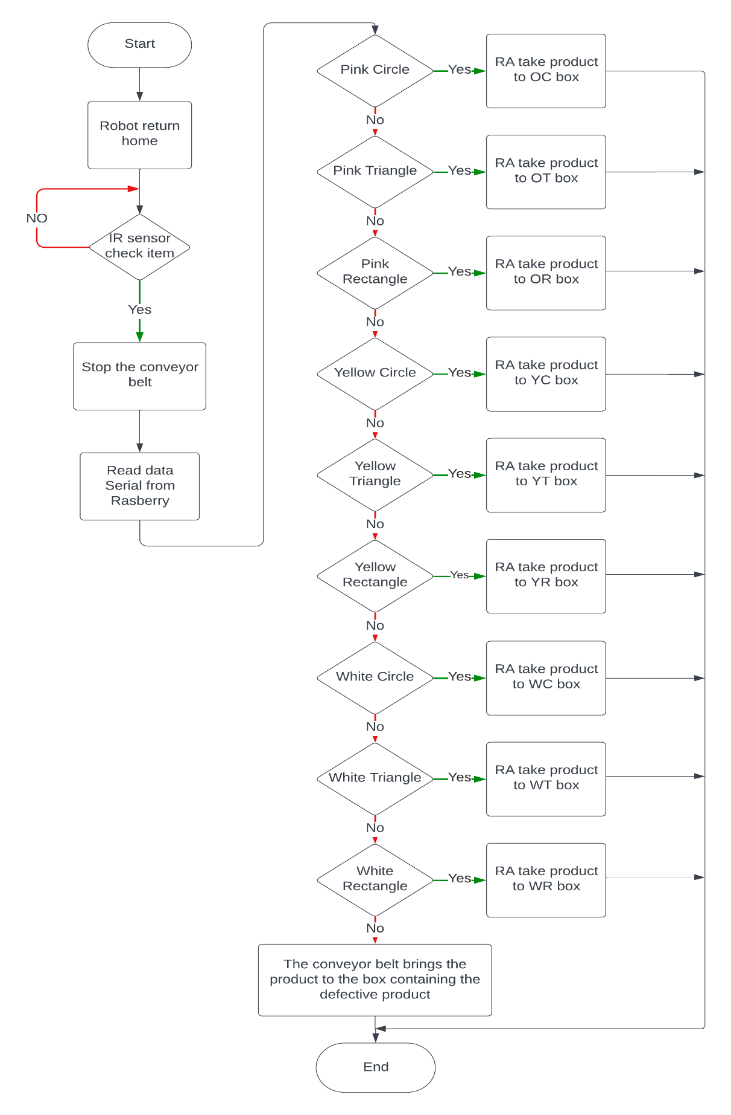 Start
Robot return
home
NO
IR sensor
check item
Yes
Stop the conveyor
belt
Read data
Serial from
Rasberry
Pink Circle
Yes
RA take product
to OC box
No
Pink Triangle
Yes
RA take product
to OT box
No
Pink
Rectangle
Yes
RA take product
to OR box
No
Yellow Circle
Yes
RA take product
to YC box
No
Yellow
Triangle
Yes
RA take product
to YT box
No
Yellow
Rectangle
Yes
RA take product
to YR box
No
White Circle
Yes
RA take product
to WC box
No
White Triangle
Yes
RA take product
to WT box
No
White
Rectangle
Yes
RA take product
to WR box
No
The conveyor belt brings the
product to the box containing the
defective product
End